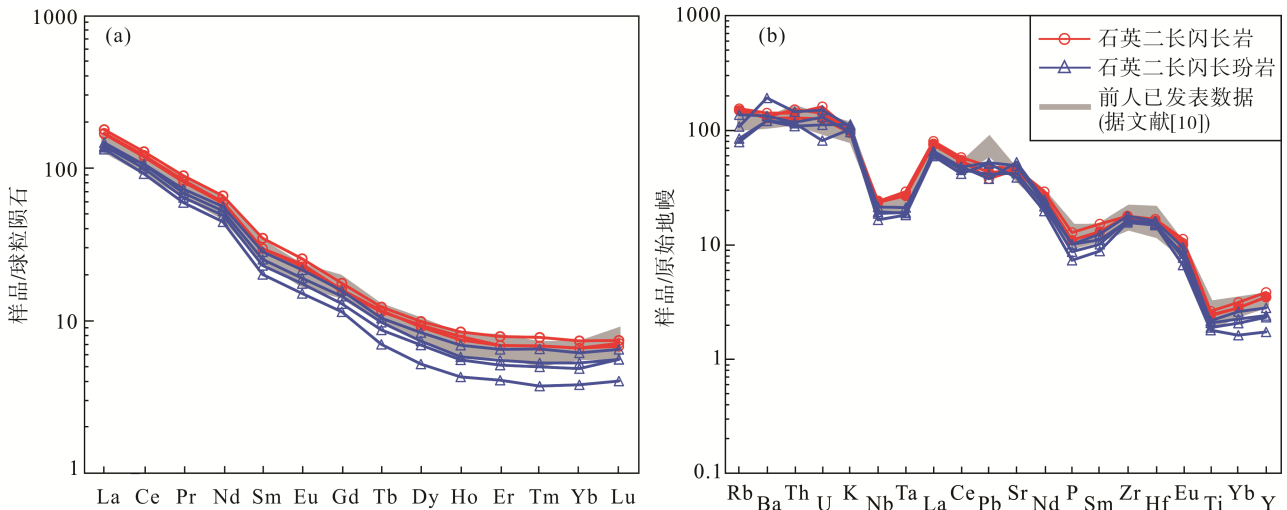 (a)
1000
100
10
1
样品/球粒陨石
La Ce Pr Nd Sm Eu Gd Tb Dy Ho Er Tm Yb Lu
(b)
1000
100
10
1
0.1
样品/原始地幔
石英二长闪长岩
石英二长闪长玢岩
前人已发表数据
(据文献[10])
Rb Ba Th U K Nb Ta La Ce Pb Sr Nd P Sm Zr Hf Eu Ti Yb Y